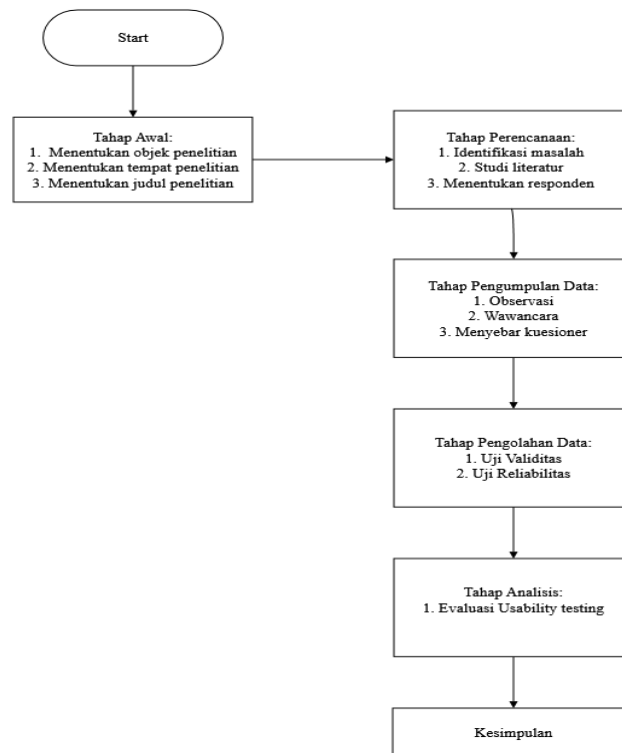 Start
Tahap Awal:
1. Menentukan objek penelitian
2. Menentukan tempat penelitian
3. Menentukan judul penelitian
Tahap Perencanaan:
1. Identifikasi masalah
2. Studi literatur
3. Menentukan responden
Tahap Pengumpulan Data:
1. Observasi
2. Wawancara
3. Menyebar kuesioner
Tahap Pengolahan Data:
1. Uji Validitas
2. Uji Reliabilitas
Tahap Analisis:
1. Evaluasi Usability testing
Kesimpulan